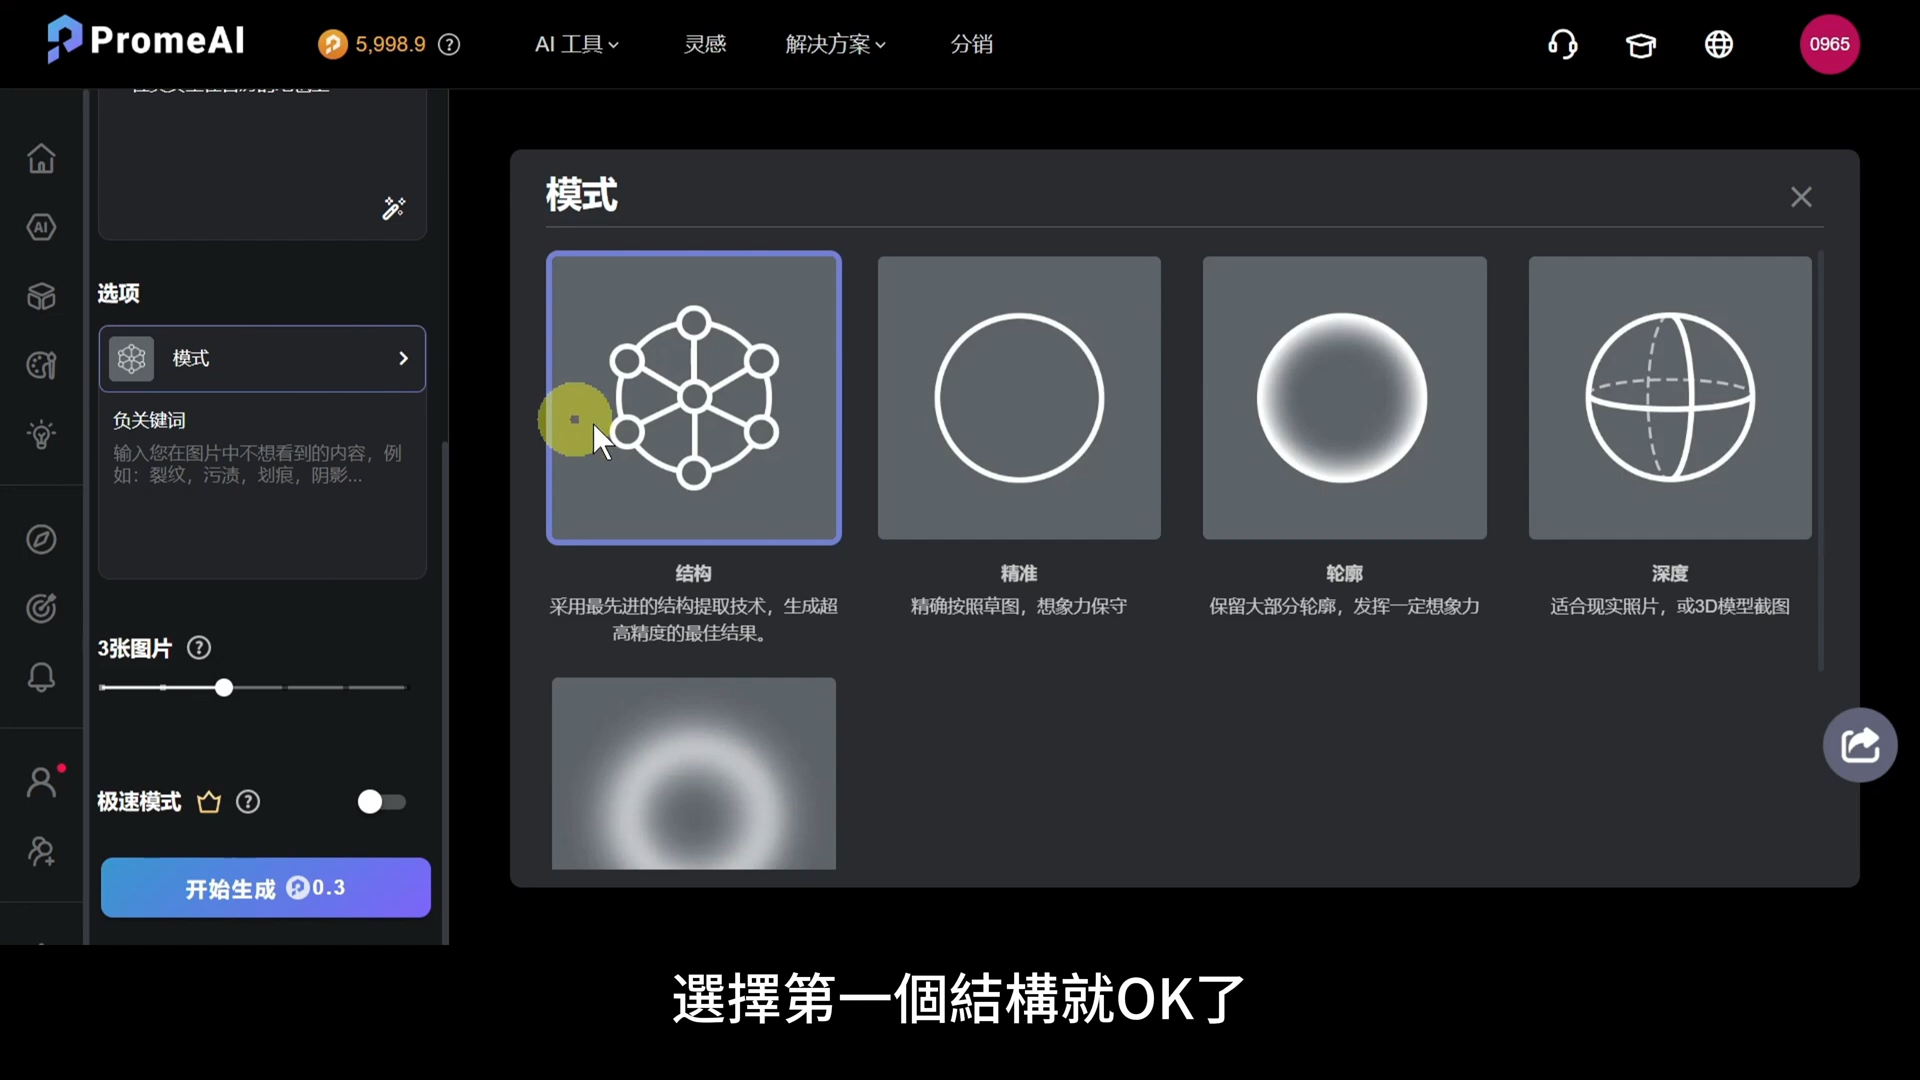 PromeAI
5,998.9
AI 工具
灵感
解决方案
分销
0965
AI
选项
模式
负关键词
输入您在图片中不想看到的内容，例
如：裂纹，污渍，划痕，阴影...
3张图片
极速模式
开始生成 0.3
模式
结构
采用最先进的结构提取技术，生成超
高精度的最佳结果。
精准
精确按照草图，想象力保守
轮廓
保留大部分轮廓，发挥一定想象力
深度
适合现实照片，或3D模型截图
選擇第一個結構就OK了